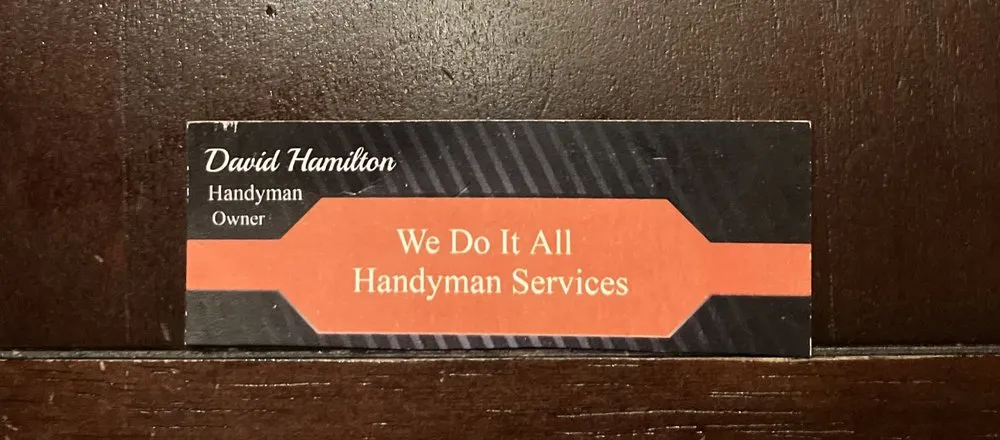 David Hamilton
Handyman
Owner
We Do It All
Handyman Services